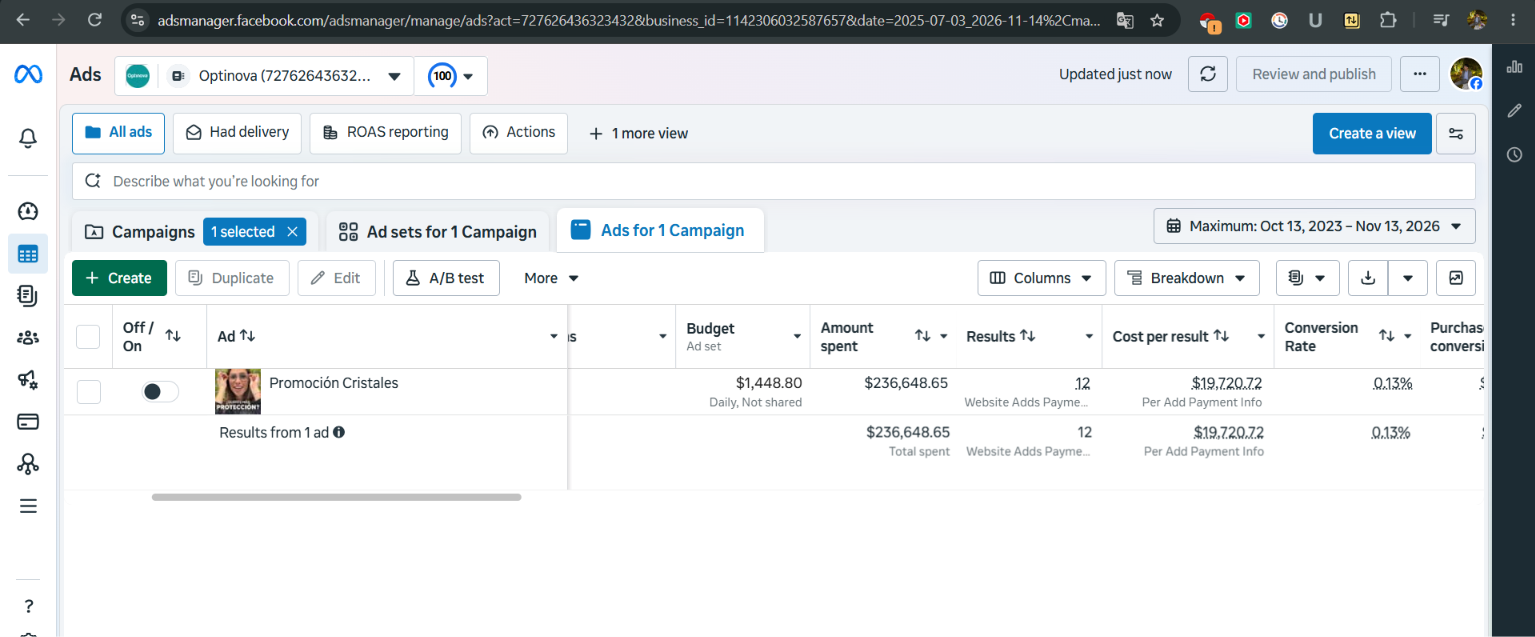 adsmanager.facebook.com/adsmanager/manage/ads?act=727626436323432&business_id=1142306032587657&date=2025-07-03_2026-11-14%2Cma...
Ads
Optinova
Optinova (72762643632...
100
Updated just now
Review and publish
All ads
Had delivery
ROAS reporting
Actions
+ 1 more view
Create a view
Describe what you're looking for
Campaigns
1 selected
Ad sets for 1 Campaign
Ads for 1 Campaign
Maximum: Oct 13, 2023 – Nov 13, 2026
+ Create
Duplicate
Edit
A/B test
More
Columns
Breakdown
Off / On
Ad
ns
Budget
Ad set
Amount spent
Results
Cost per result
Conversion Rate
Purchas
conversi
PROTECCIÓN?
Promoción Cristales
$1,448.80
Daily, Not shared
$236,648.65
12
Website Adds Payme...
$19,720.72
Per Add Payment Info
0.13%
Results from 1 ad
$236,648.65
Total spent
12
Website Adds Payme...
$19,720.72
Per Add Payment Info
0.13%